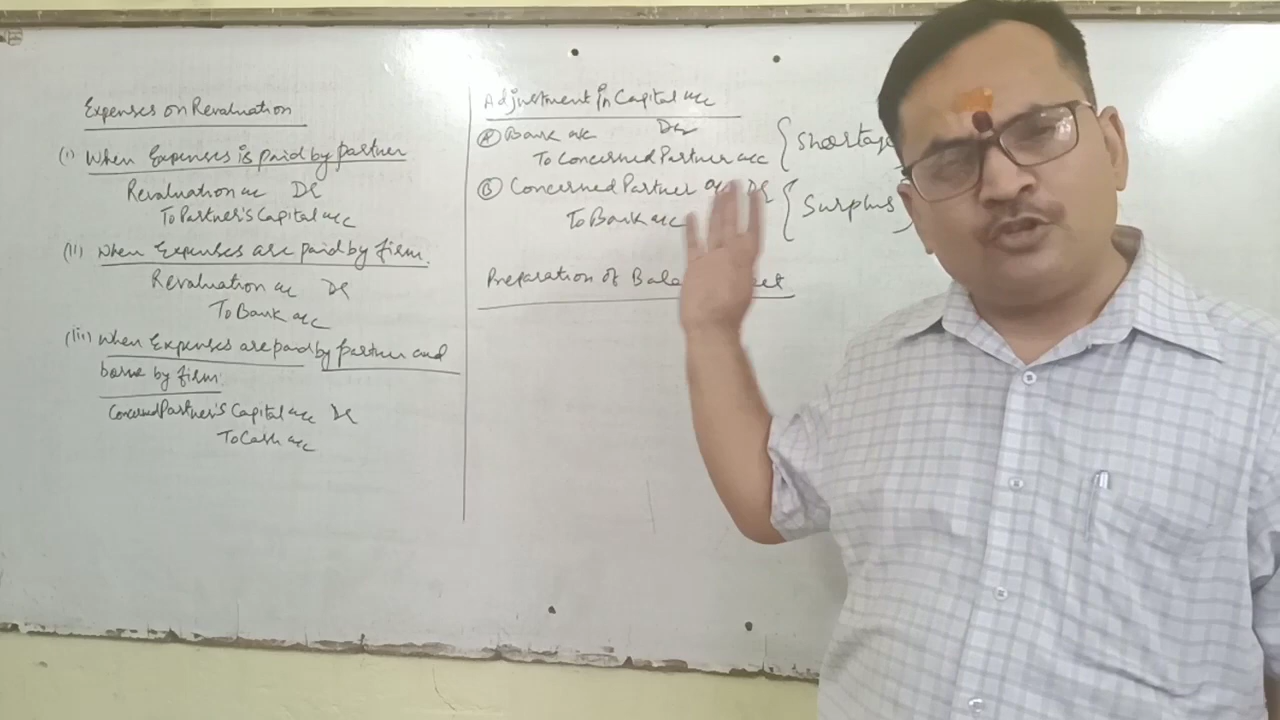 Expenses on Revaluation
(i) When Expenses is paid by partner
Revaluation a/c Dr
To Partner's Capital a/c
(ii) When Expenses are paid by firm.
Revaluation a/c Dr
To Bank a/c
(iii) When Expenses are paid by partner and
borne by firm.
Concerned Partner's Capital a/c Dr
To Cash a/c
Adjustment in Capital a/c
(A) Bank a/c Dr
To Concerned Partner a/c { Shortage
(B) Concerned Partner a/c Dr
To Bank a/c { Surplus }
Preparation of